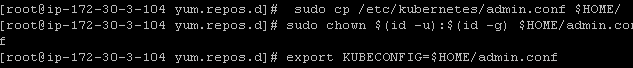 [root@ip-172-30-3-104 yum.repos.d]#  sudo cp /etc/kubernetes/admin.conf $HOME/
[root@ip-172-30-3-104 yum.repos.d]# sudo chown $(id -u):$(id -g) $HOME/admin.con
f
[root@ip-172-30-3-104 yum.repos.d]# export KUBECONFIG=$HOME/admin.conf